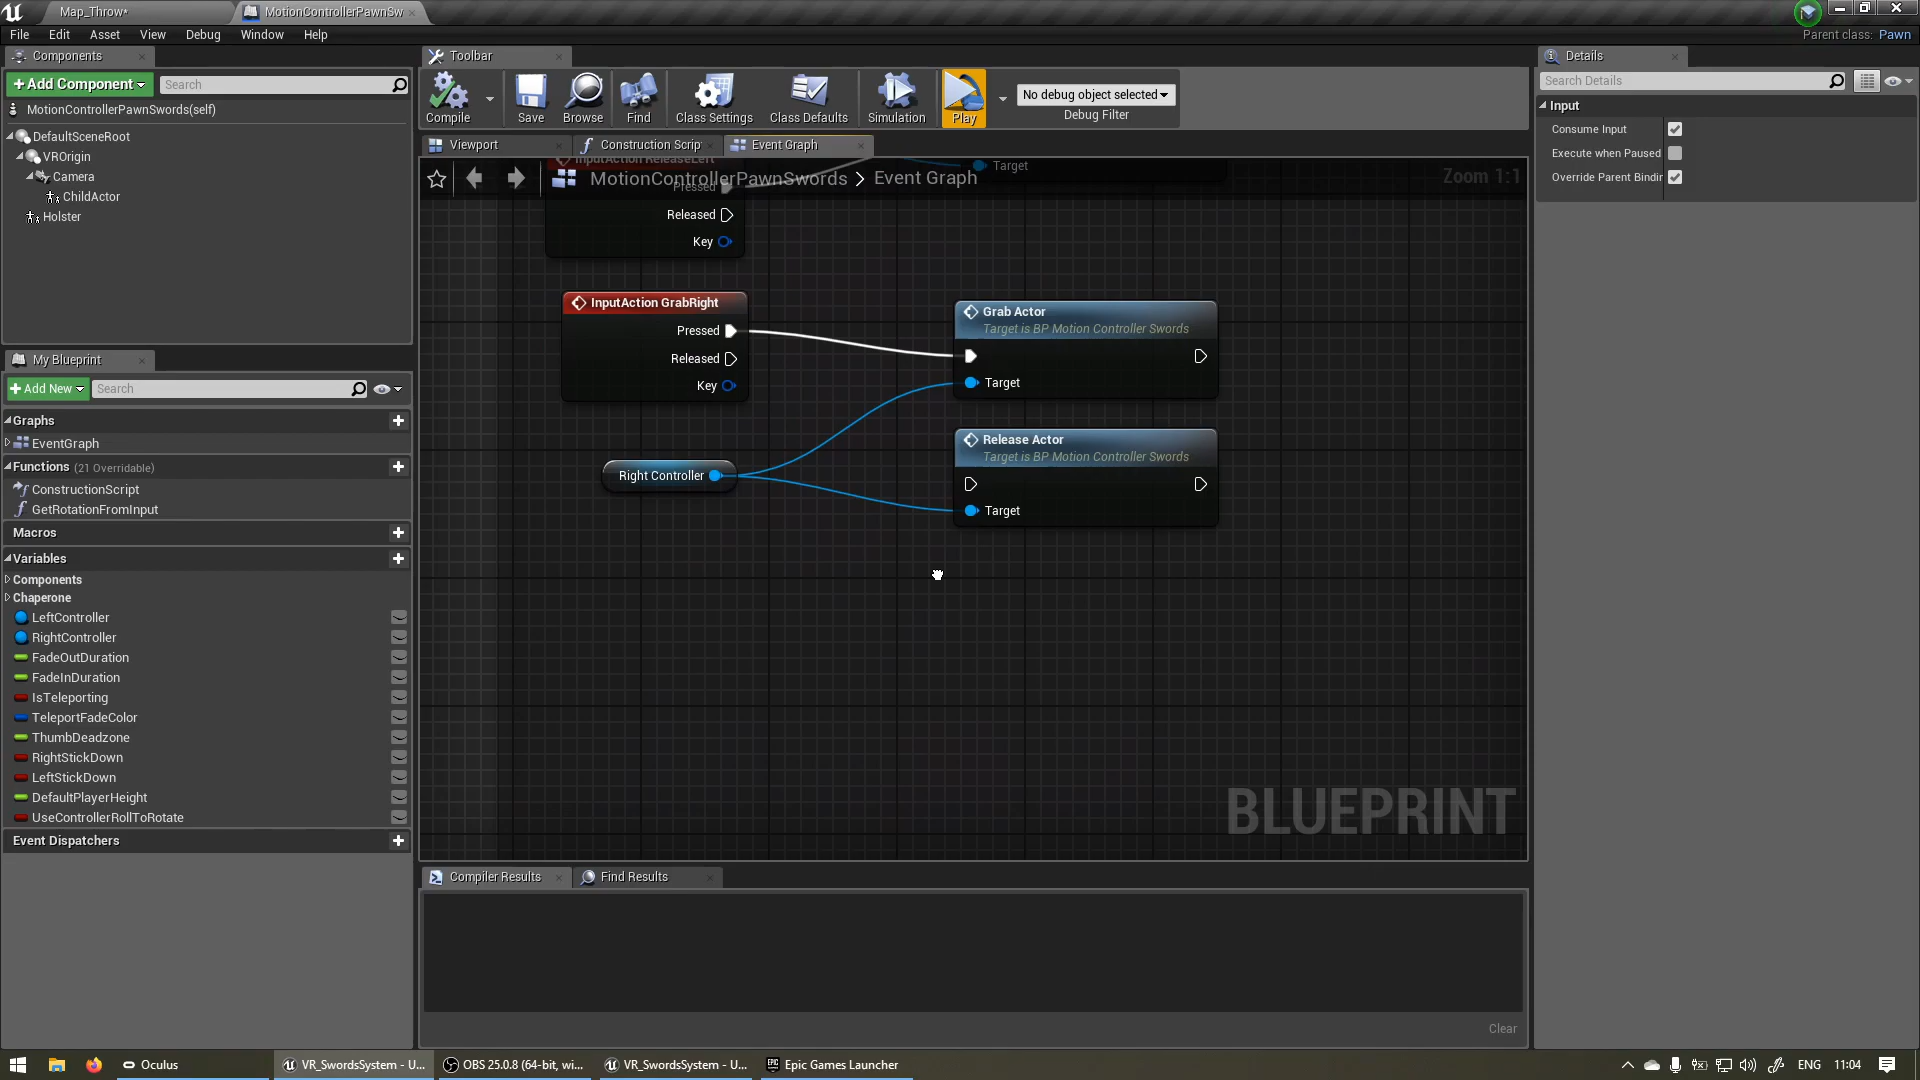 Map_Throw*
MotionControllerPawnSw
File Edit Asset View Debug Window Help
Parent class: Pawn
Components
Toolbar
Details
Add Component
Search
Search Details
MotionControllerPawnSwords(self)
Compile
Save
Browse
Find
Class Settings
Class Defaults
Simulation
Play
No debug object selected
Debug Filter
Input
Consume Input
Execute when Paused
Override Parent Bindir
DefaultSceneRoot
VROrigin
Camera
ChildActor
Holster
Viewport
Construction Scrip
Event Graph
InputAction ReleaseLeft
Target
MotionControllerPawnSwords > Event Graph
Zoom 1:1
Pressed
Released
Key
InputAction GrabRight
Pressed
Released
Key
Grab Actor
Target is BP Motion Controller Swords
Target
Release Actor
Target is BP Motion Controller Swords
Target
Right Controller
BLUEPRINT
My Blueprint
Add New
Search
Graphs
EventGraph
Functions (21 Overridable)
ConstructionScript
GetRotationFromInput
Macros
Variables
Components
Chaperone
LeftController
RightController
FadeOutDuration
FadeInDuration
IsTeleporting
TeleportFadeColor
ThumbDeadzone
RightStickDown
LeftStickDown
DefaultPlayerHeight
UseControllerRollToRotate
Event Dispatchers
Compiler Results
Find Results
Clear
Oculus
VR_SwordsSystem - U...
OBS 25.0.8 (64-bit, wi...
VR_SwordsSystem - U...
Epic Games Launcher
ENG
11:04